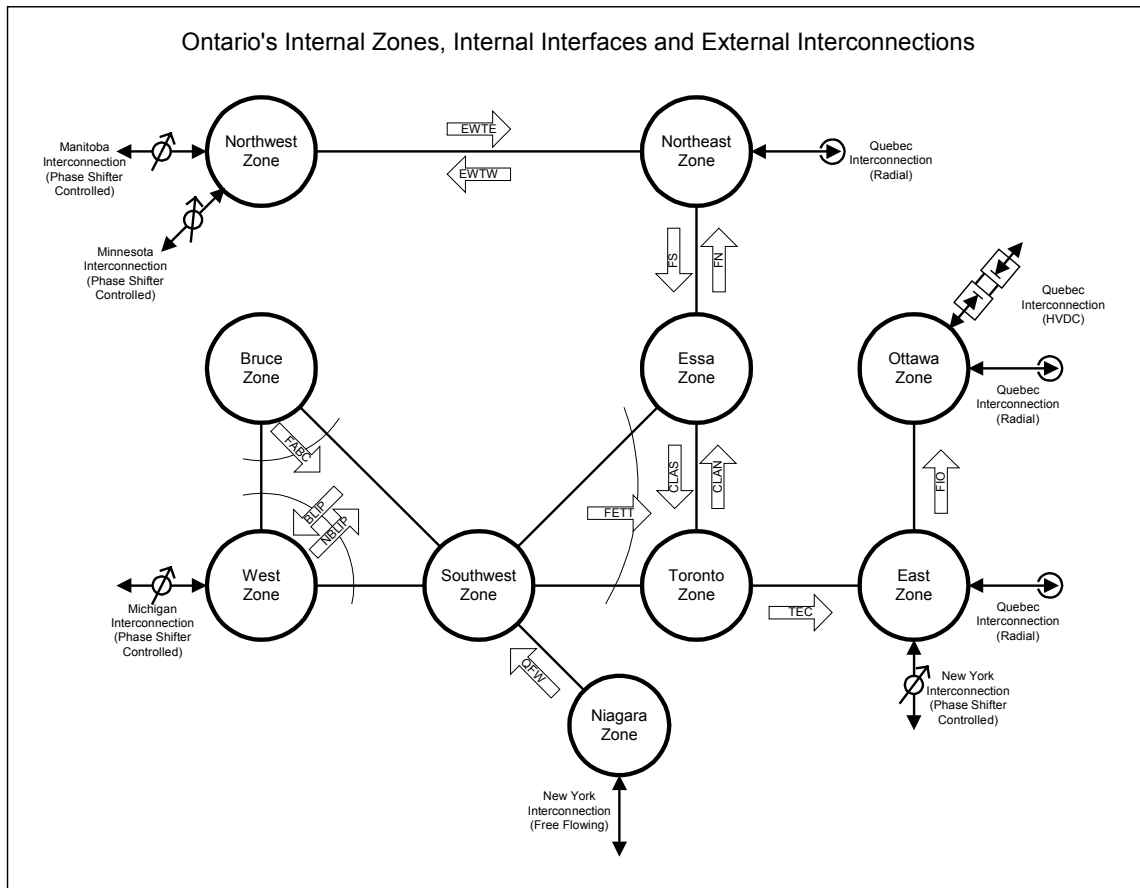 Ontario's Internal Zones, Internal Interfaces and External Interconnections
Northwest
Zone
EWTE
EWTW
Northeast
Zone
Manitoba
Interconnection
(Phase Shifter
Controlled)
Quebec
Interconnection
(Radial)
Minnesota
Interconnection
(Phase Shifter
Controlled)
FS
FN
Quebec
Interconnection
(HVDC)
Bruce
Zone
Essa
Zone
Ottawa
Zone
Quebec
Interconnection
(Radial)
FABC
CLAS
CLAN
FIO
BLIP
NBLIP
FETT
West
Zone
Southwest
Zone
Toronto
Zone
East
Zone
Michigan
Interconnection
(Phase Shifter
Controlled)
TEC
Quebec
Interconnection
(Radial)
QFW
New York
Interconnection
(Phase Shifter
Controlled)
Niagara
Zone
New York
Interconnection
(Free Flowing)